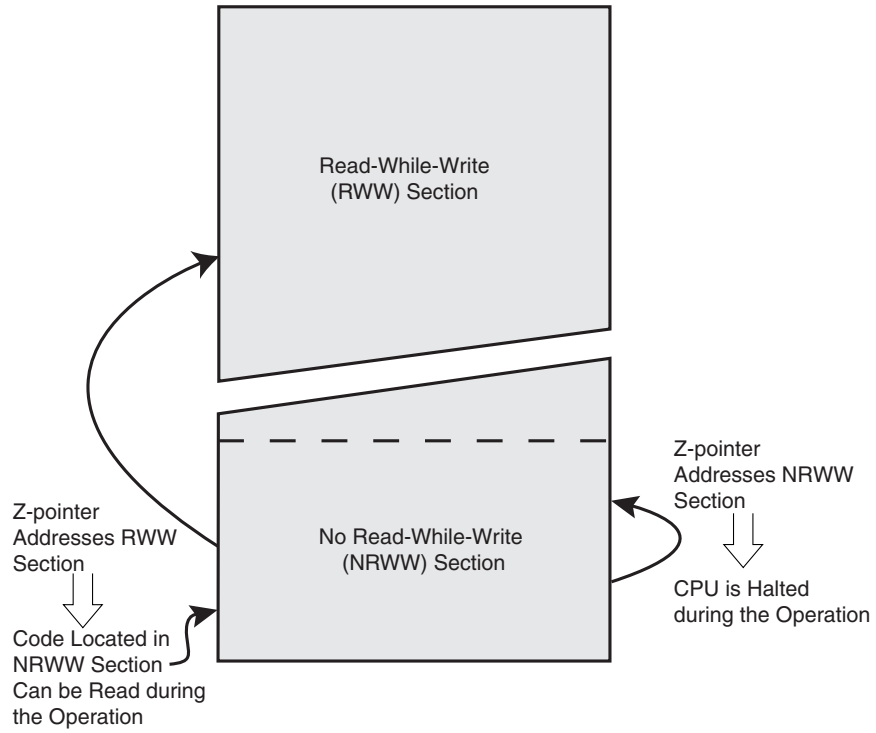 Read-While-Write
(RWW) Section
Z-pointer
Addresses NRWW
Section
Z-pointer
Addresses RWW
Section
No Read-While-Write
(NRWW) Section
CPU is Halted
during the Operation
Code Located in
NRWW Section
Can be Read during
the Operation